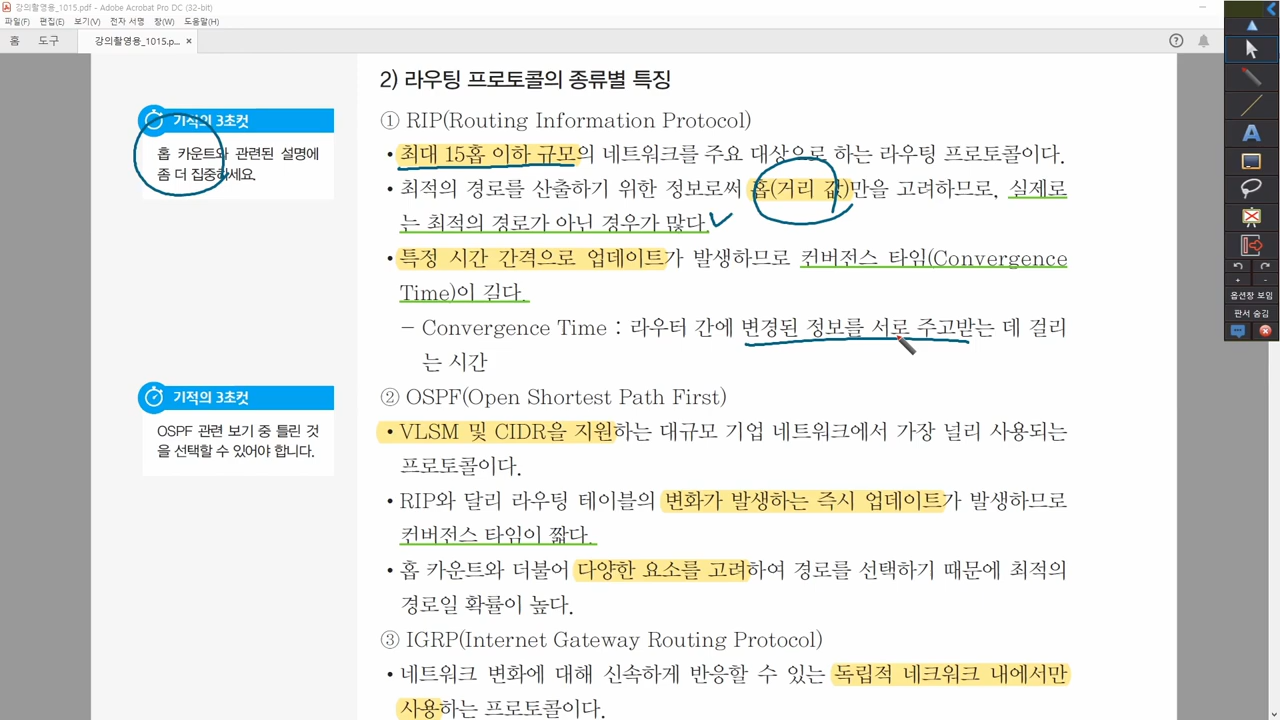 강의촬영용_1015.pdf - Adobe Acrobat Pro DC (32-bit)
파일(F) 편집(E) 보기(V) 전자 서명 창(W) 도움말(H)
홈 도구 강의촬영용_1015.p... ×
2) 라우팅 프로토콜의 종류별 특징
기적의 3초컷
홉 카운트와 관련된 설명에
좀 더 집중하세요.
① RIP(Routing Information Protocol)
• 최대 15홉 이하 규모의 네트워크를 주요 대상으로 하는 라우팅 프로토콜이다.
• 최적의 경로를 산출하기 위한 정보로써 홉(거리 값)만을 고려하므로, 실제로
는 최적의 경로가 아닌 경우가 많다.
• 특정 시간 간격으로 업데이트가 발생하므로 컨버전스 타임(Convergence
Time)이 길다.
– Convergence Time : 라우터 간에 변경된 정보를 서로 주고받는 데 걸리
는 시간
기적의 3초컷
OSPF 관련 보기 중 틀린 것
을 선택할 수 있어야 합니다.
② OSPF(Open Shortest Path First)
• VLSM 및 CIDR을 지원하는 대규모 기업 네트워크에서 가장 널리 사용되는
프로토콜이다.
• RIP와 달리 라우팅 테이블의 변화가 발생하는 즉시 업데이트가 발생하므로
컨버전스 타임이 짧다.
• 홉 카운트와 더불어 다양한 요소를 고려하여 경로를 선택하기 때문에 최적의
경로일 확률이 높다.
③ IGRP(Internet Gateway Routing Protocol)
• 네트워크 변화에 대해 신속하게 반응할 수 있는 독립적 네크워크 내에서만
사용하는 프로토콜이다.
A
+ -
옵션장 보임
판서 숨김